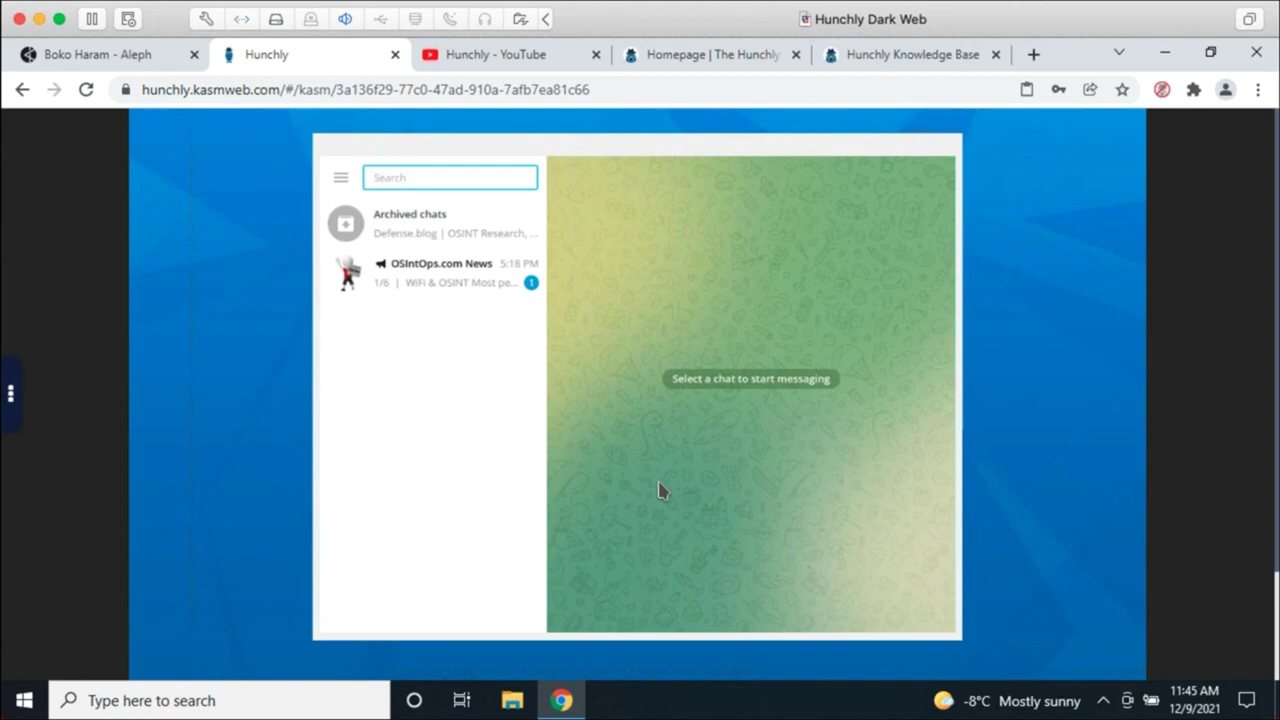 Hunchly Dark Web
Boko Haram - Aleph
Hunchly
Hunchly - YouTube
Homepage | The Hunchly
Hunchly Knowledge Base
hunchly.kasmweb.com/#/kasm/3a136f29-77c0-47ad-910a-7afb7ea81c66
Search
Archived chats
Defense.blog | OSINT Research, ...
OSIntOps.com News 5:18 PM
1/6 | WiFi & OSINT Most pe... 1
Select a chat to start messaging
Type here to search
-8°C Mostly sunny
11:45 AM
12/9/2021